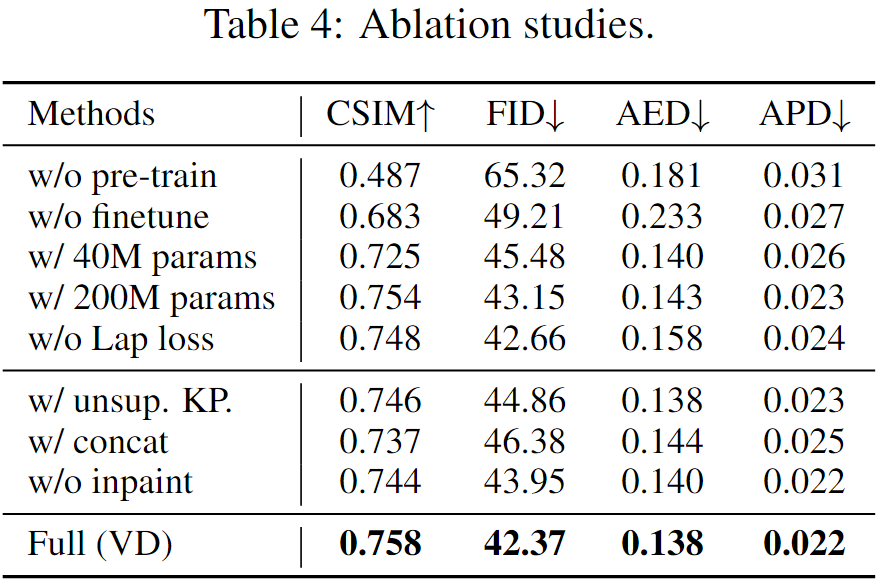 Table 4: Ablation studies.
Methods CSIM↑ FID↓ AED↓ APD↓
w/o pre-train 0.487 65.32 0.181 0.031
w/o finetune 0.683 49.21 0.233 0.027
w/ 40M params 0.725 45.48 0.140 0.026
w/ 200M params 0.754 43.15 0.143 0.023
w/o Lap loss 0.748 42.66 0.158 0.024
w/ unsup. KP. 0.746 44.86 0.138 0.023
w/ concat 0.737 46.38 0.144 0.025
w/o inpaint 0.744 43.95 0.140 0.022
Full (VD) 0.758 42.37 0.138 0.022